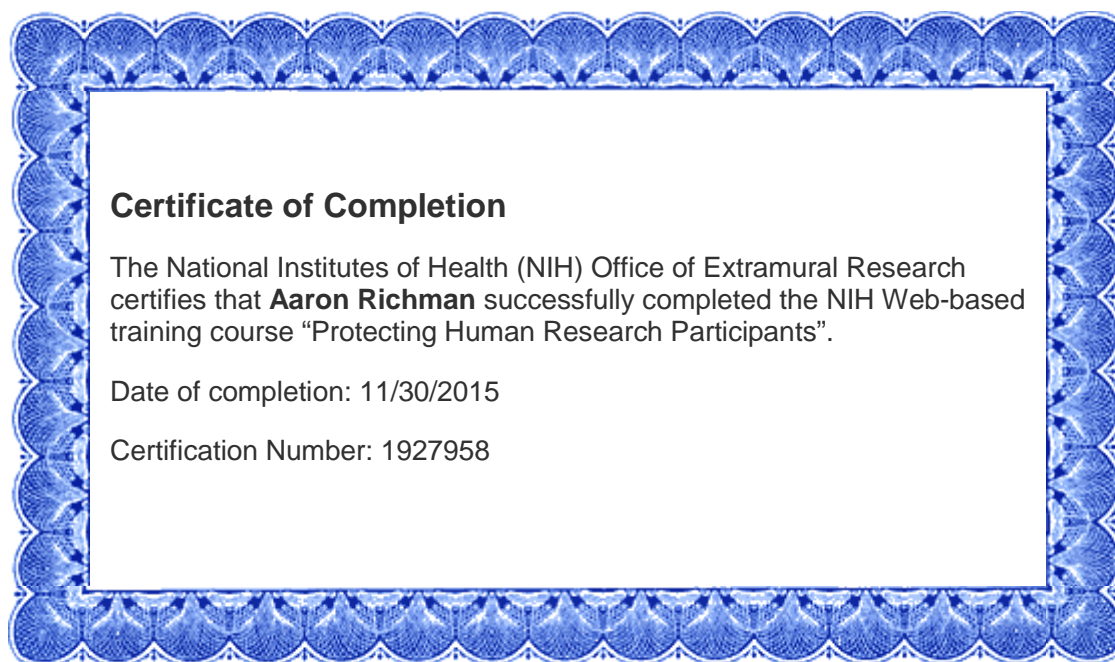 Certificate of Completion
The National Institutes of Health (NIH) Office of Extramural Research
certifies that Aaron Richman successfully completed the NIH Web-based
training course “Protecting Human Research Participants”.
Date of completion: 11/30/2015
Certification Number: 1927958